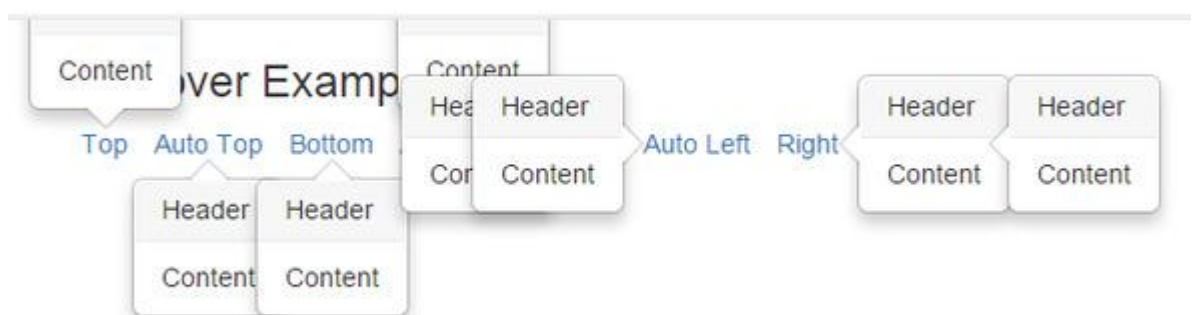 Content
over Examp
Content
Hea
Header
Header
Header
Top Auto Top Bottom
Auto Left Right
Cor
Content
Content
Content
Header
Header
Content
Content